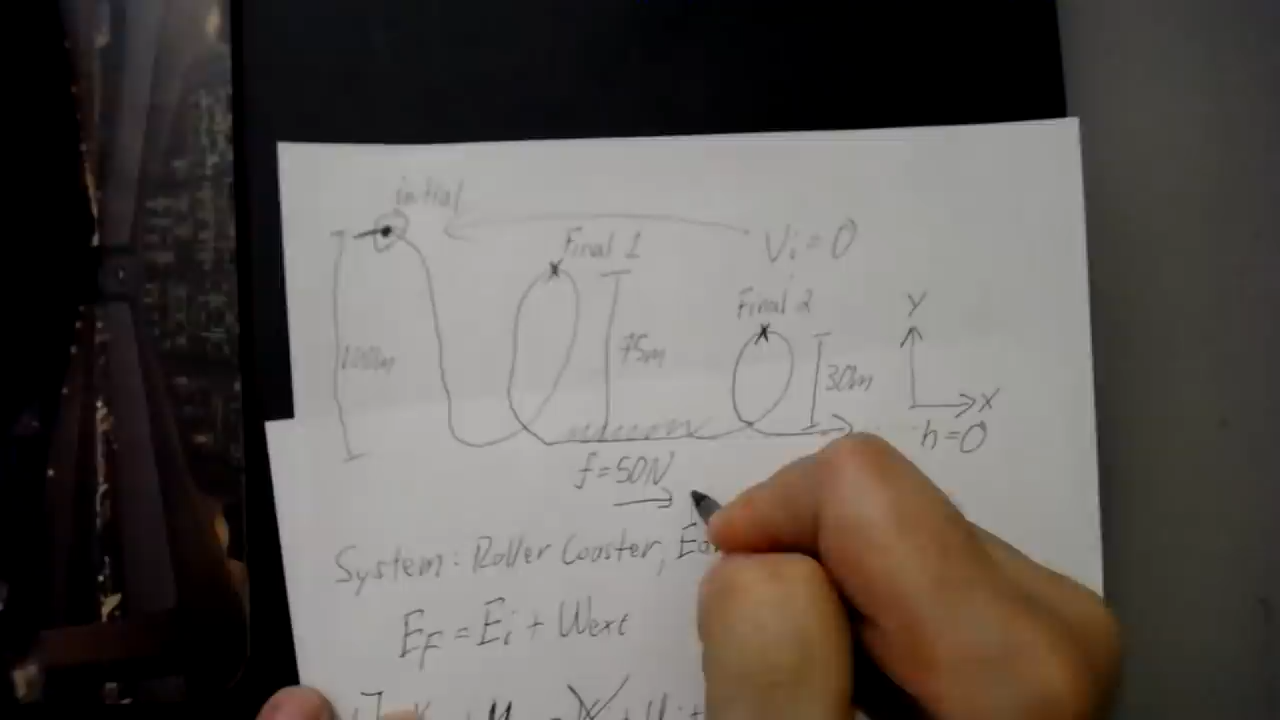 initial
Final 1
Vi = 0
Final 2
Y
100m
75m
30m
X
h=0
f=50N
System: Roller Coaster,
EF = Ei + Wext